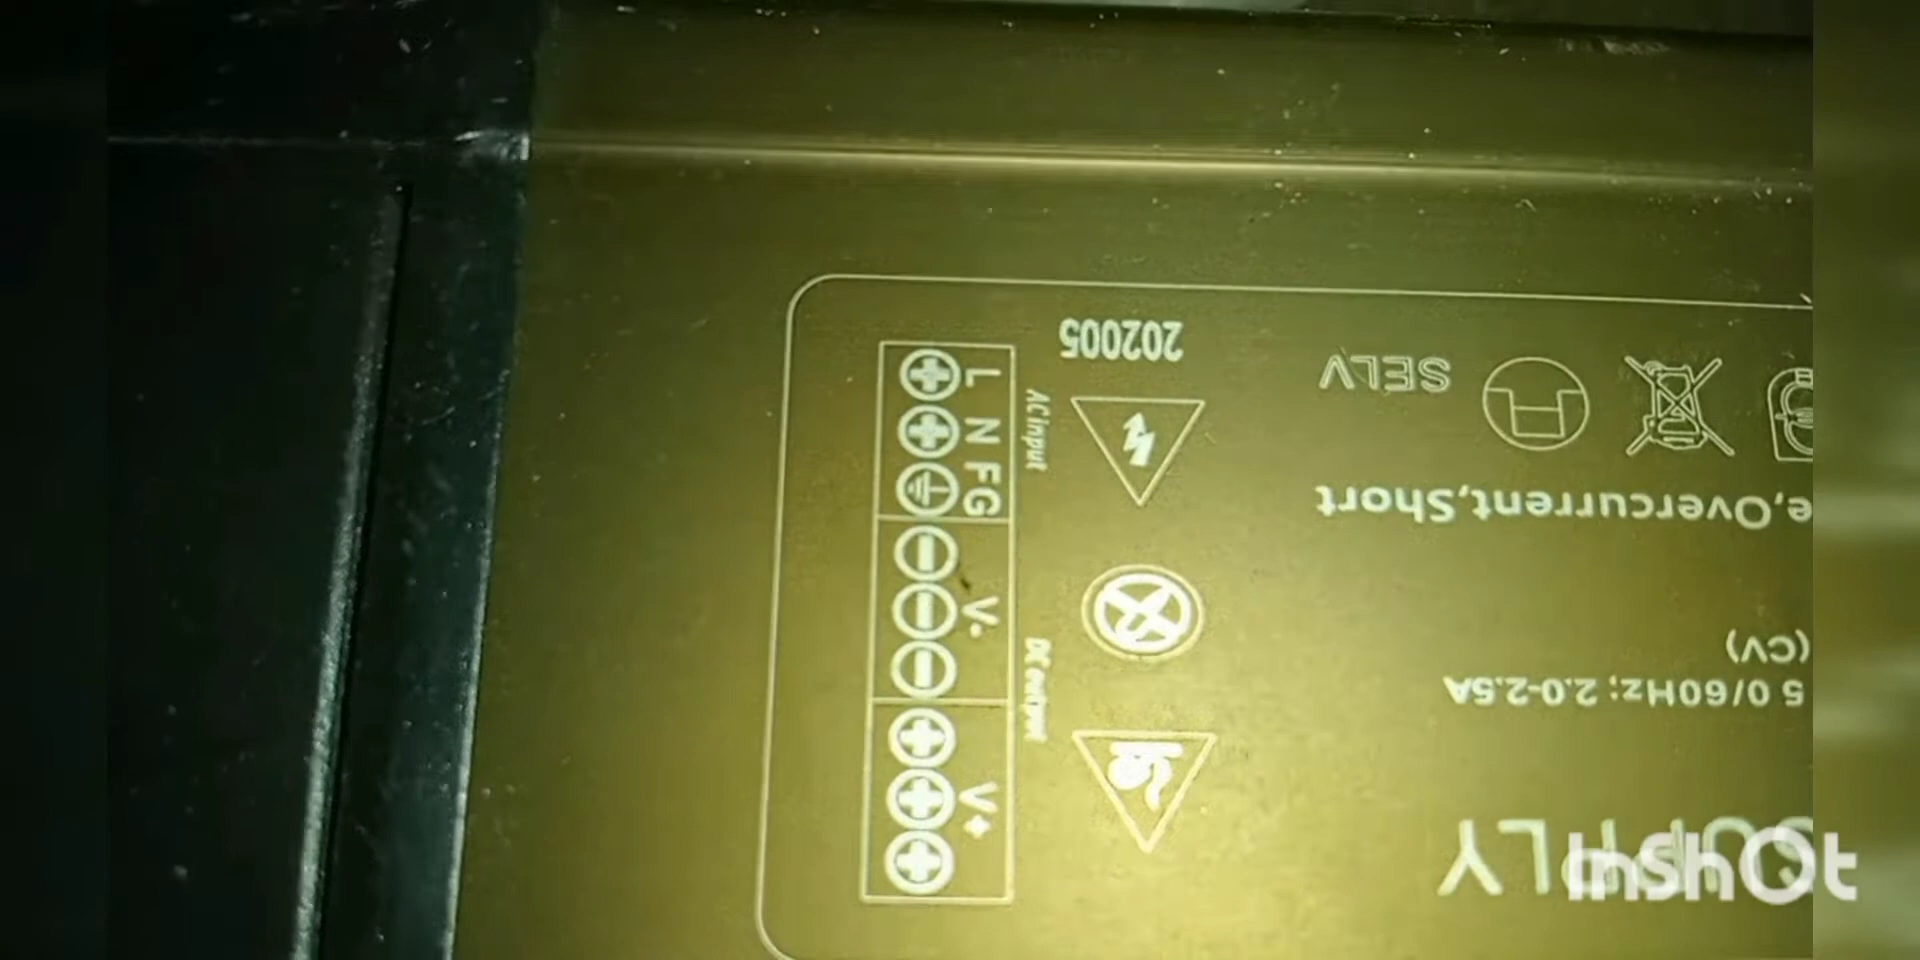 SUPPLY
5 0/60Hz; 2.0-2.5A
(CV)
e,Overcurrent,Short
SELV
202005
AC input
L N FG
DC output
V-
V+
InShOt